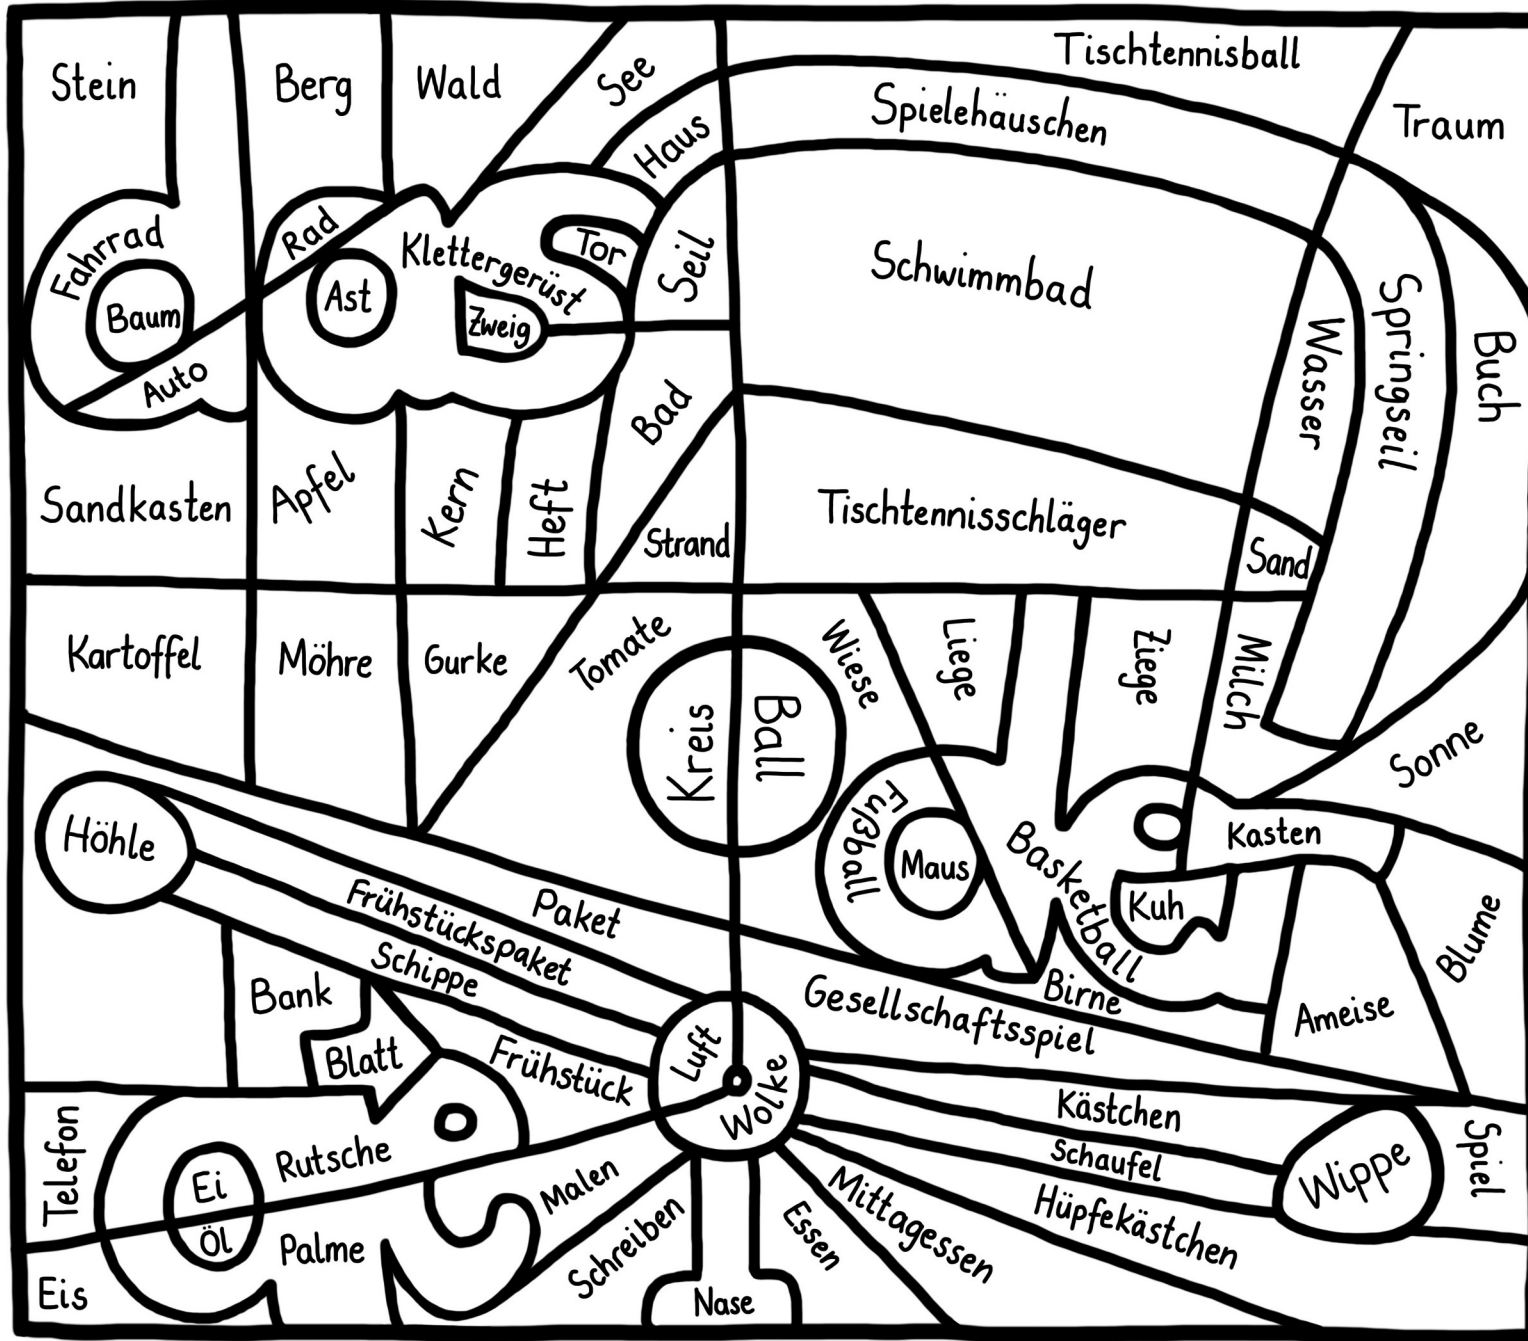 Stein
Berg
Wald
See
Tischtennisball
Traum
Spielehäuschen
Haus
Fahrrad
Rad
Klettergerüst
Tor
Seil
Schwimmbad
Baum
Ast
Zweig
Wasser
Springseil
Buch
Auto
Bad
Sandkasten
Apfel
Kern
Heft
Strand
Tischtennisschläger
Sand
Kartoffel
Möhre
Gurke
Tomate
Kreis
Ball
Wiese
Liege
Ziege
Milch
Sonne
Höhle
Fußball
Maus
Basketball
Kasten
Kuh
Blume
Paket
Frühstückspaket
Schippe
Bank
Blatt
Frühstück
Luft
Wolke
Gesellschaftsspiel
Birne
Ameise
Kästchen
Schaufel
Hüpfekästchen
Wippe
Spiel
Telefon
Ei
Öl
Rutsche
Palme
Malen
Schreiben
Essen
Mittagessen
Eis
Nase